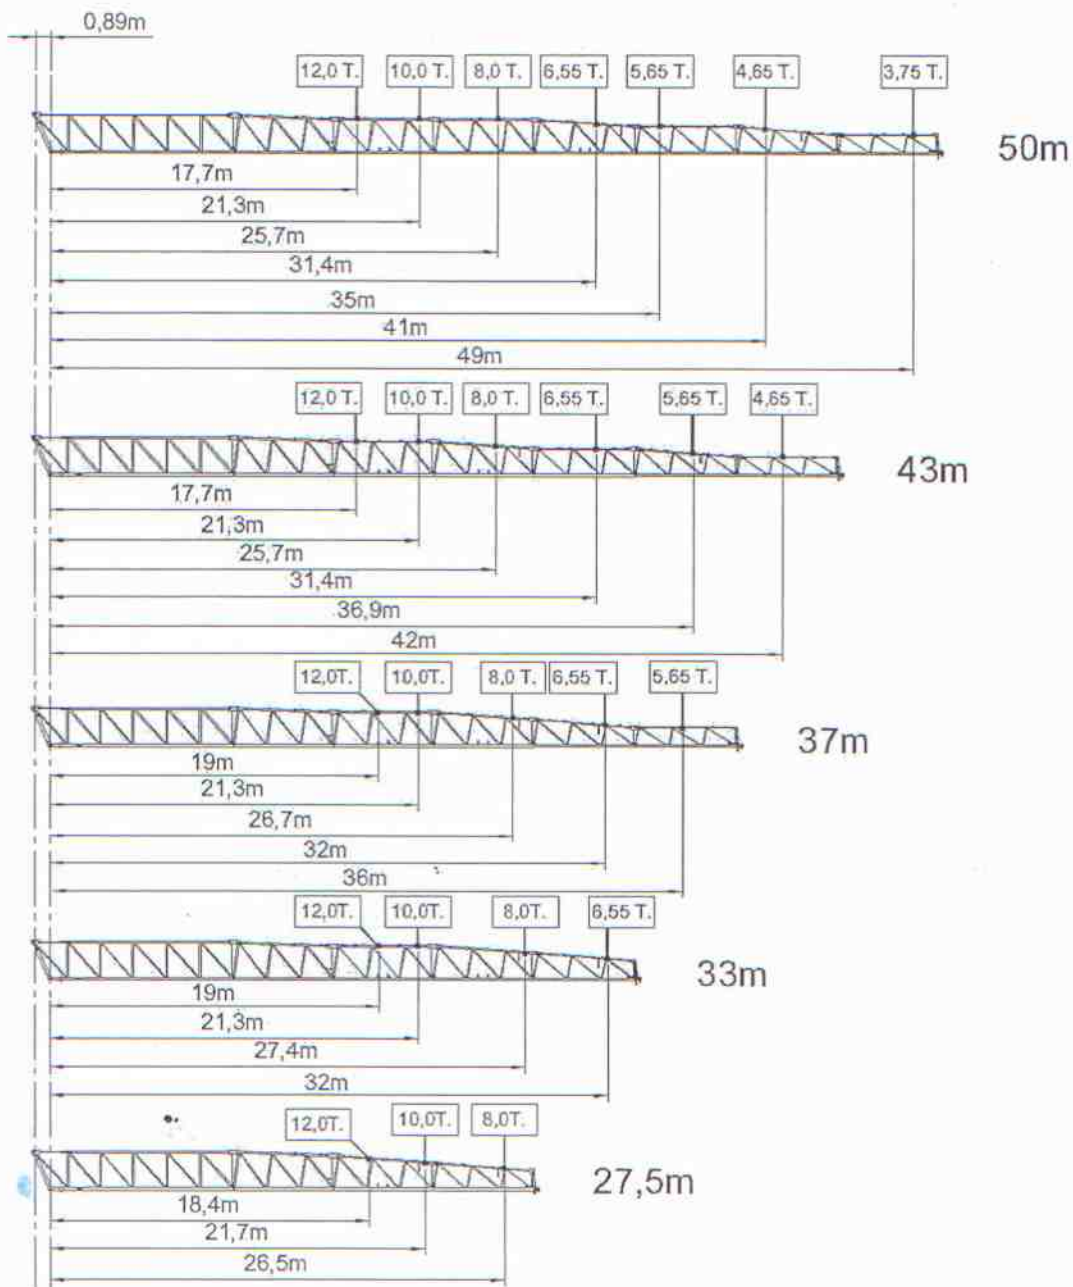 0,89m
12,0 T. 10,0 T. 8,0 T. 6,55 T. 5,65 T. 4,65 T. 3,75 T.
50m
17,7m
21,3m
25,7m
31,4m
35m
41m
49m
12,0 T. 10,0 T. 8,0 T. 6,55 T. 5,65 T. 4,65 T.
43m
17,7m
21,3m
25,7m
31,4m
36,9m
42m
12,0T. 10,0T. 8,0 T. 6,55 T. 5,65 T.
37m
19m
21,3m
26,7m
32m
36m
12,0T. 10,0T. 8,0T. 6,55 T.
33m
19m
21,3m
27,4m
32m
12,0T. 10,0T. 8,0T.
27,5m
18,4m
21,7m
26,5m